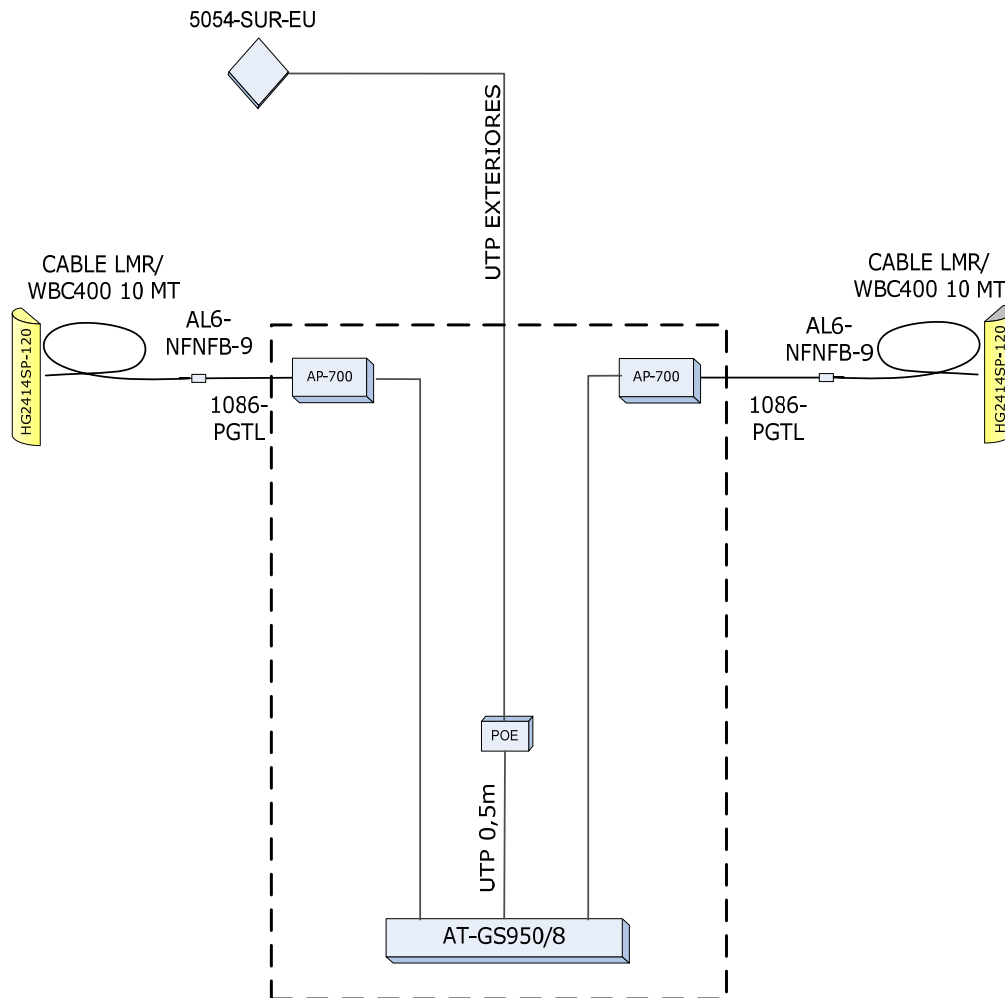 5054-SUR-EU
UTP EXTERIORES
CABLE LMR/
WBC400 10 MT
CABLE LMR/
WBC400 10 MT
HG2414SP-120
AL6-
NFNFB-9
AP-700
1086-
PGTL
AP-700
AL6-
NFNFB-9
1086-
PGTL
HG2414SP-120
POE
UTP 0,5m
AT-GS950/8